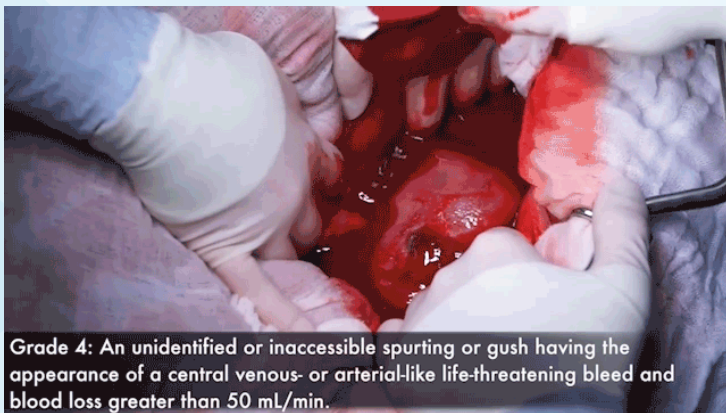 Grade 4: An unidentified or inaccessible spurting or gush having the
appearance of a central venous- or arterial-like life-threatening bleed and
blood loss greater than 50 mL/min.